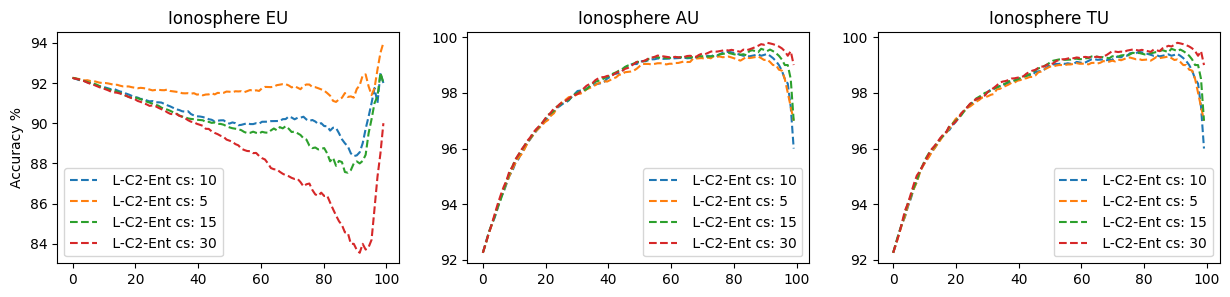 Ionosphere EU
Accuracy %
94
92
90
88
86
84
0 20 40 60 80 100
L-C2-Ent cs: 10
L-C2-Ent cs: 5
L-C2-Ent cs: 15
L-C2-Ent cs: 30
Ionosphere AU
100
98
96
94
92
0 20 40 60 80 100
L-C2-Ent cs: 10
L-C2-Ent cs: 5
L-C2-Ent cs: 15
L-C2-Ent cs: 30
Ionosphere TU
100
98
96
94
92
0 20 40 60 80 100
L-C2-Ent cs: 10
L-C2-Ent cs: 5
L-C2-Ent cs: 15
L-C2-Ent cs: 30